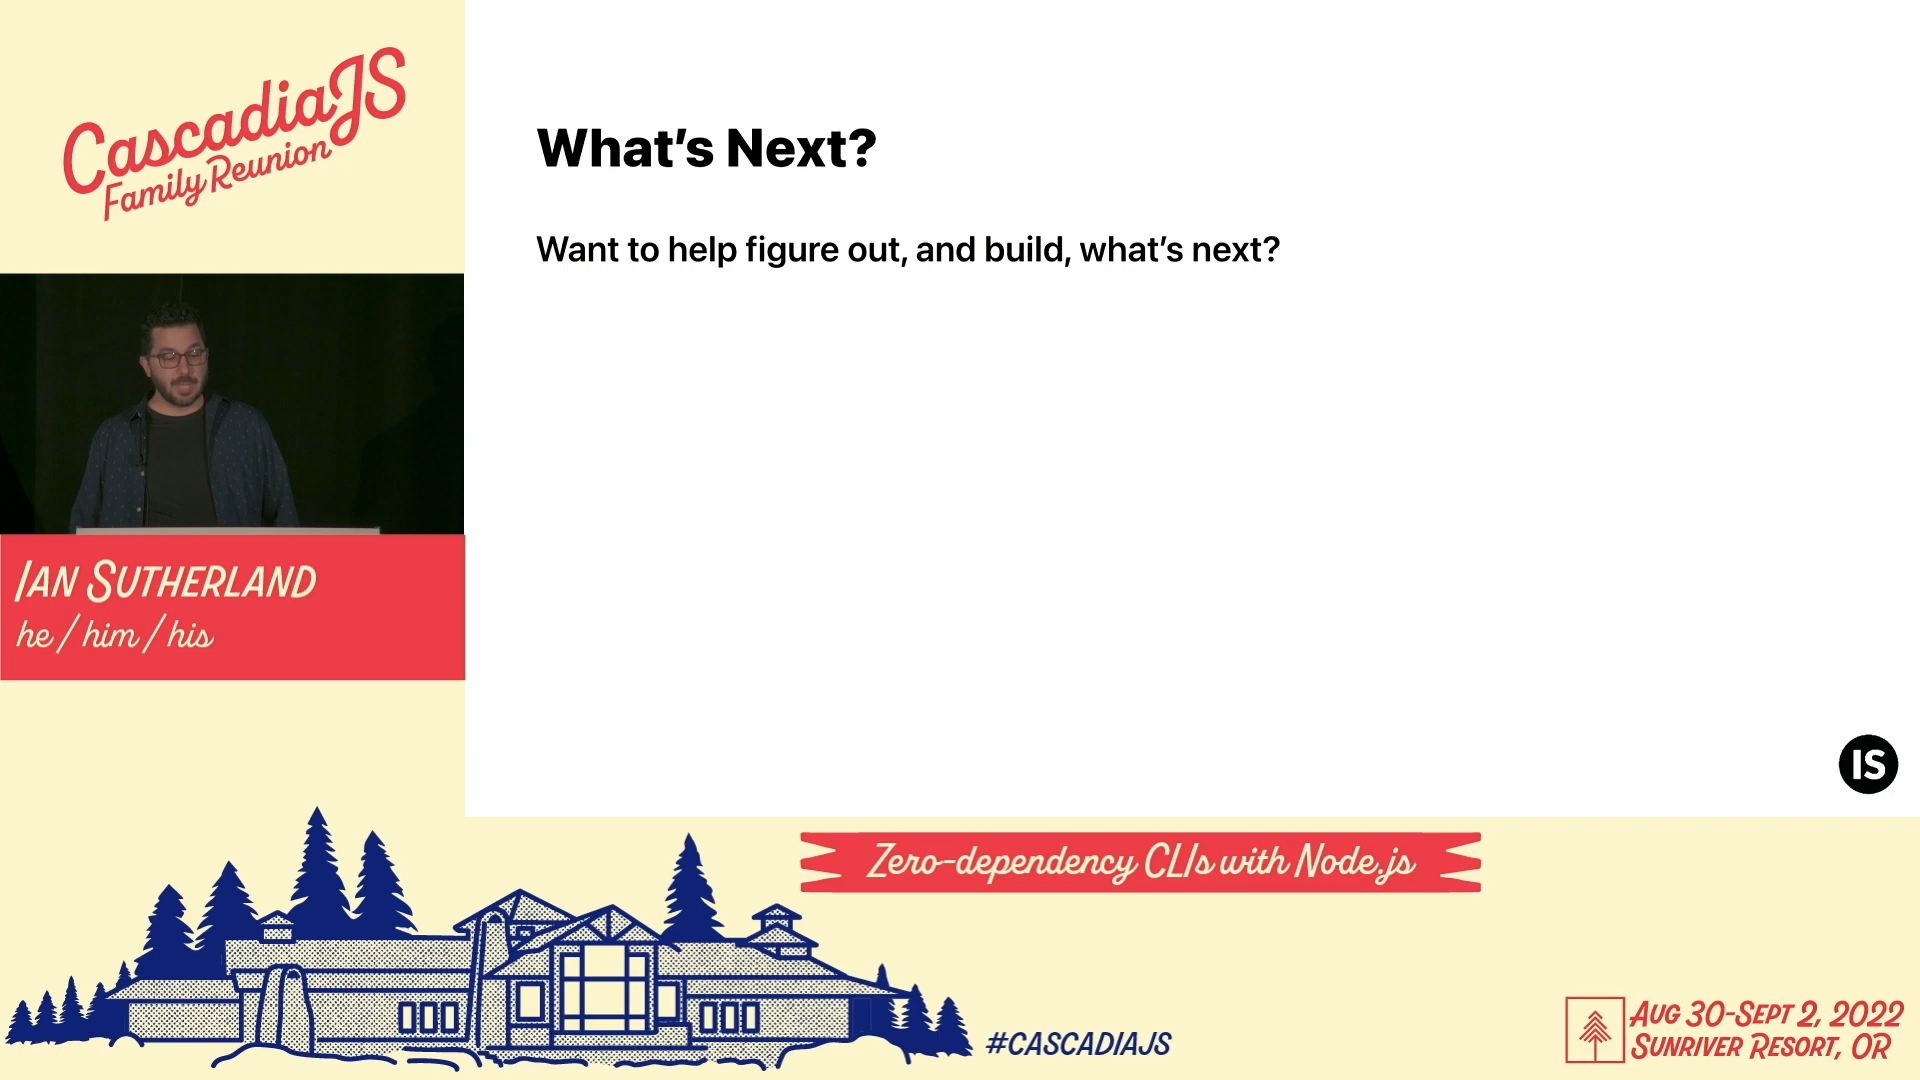 CascadiaJS
Family Reunion
What's Next?
Want to help figure out, and build, what's next?
Ian Sutherland
he / him / his
IS
Zero-dependency CLIs with Node.js
#CASCADIAJS
Aug 30-Sept 2, 2022
Sunriver Resort, OR